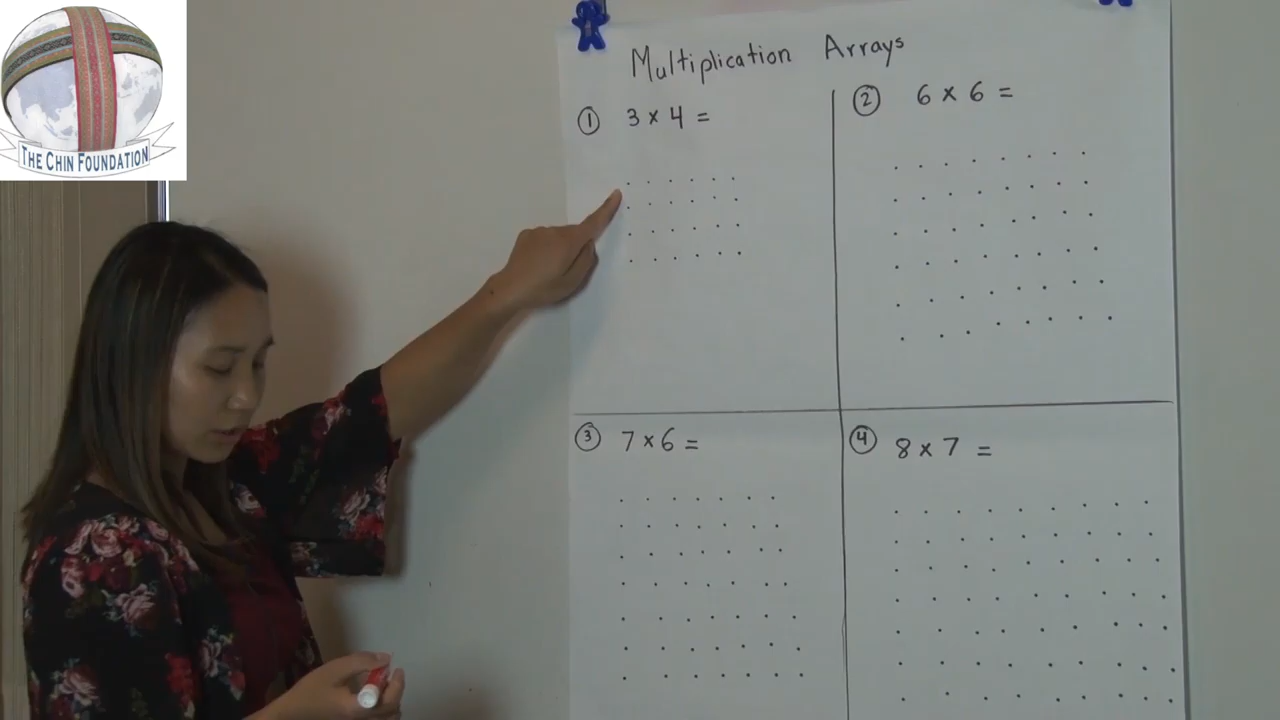 THE CHIN FOUNDATION
Multiplication Arrays
① 3 × 4 =
② 6 × 6 =
③ 7 × 6 =
④ 8 × 7 =